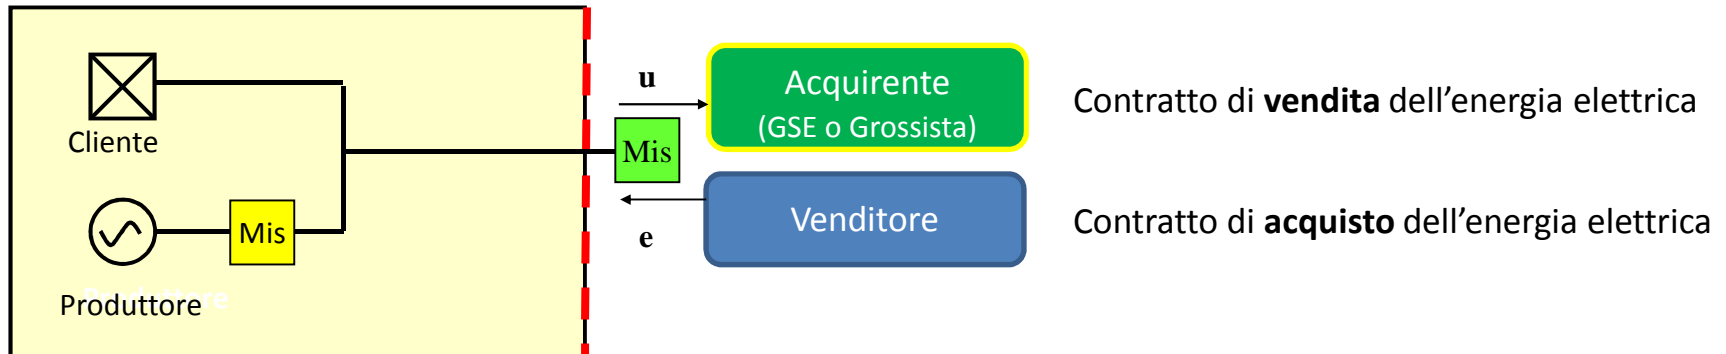 Cliente
Mis
Produttore
Produttore
u
Mis
e
Acquirente
(GSE o Grossista)
Venditore
Contratto di vendita dell'energia elettrica
Contratto di acquisto dell'energia elettrica